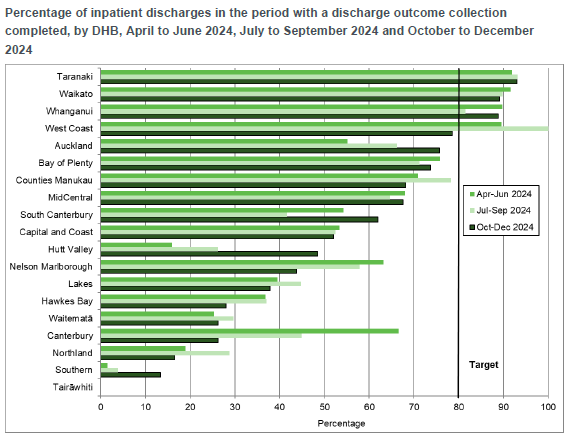 Percentage of inpatient discharges in the period with a discharge outcome collection
completed, by DHB, April to June 2024, July to September 2024 and October to December
2024
Taranaki
Waikato
Whanganui
West Coast
Auckland
Bay of Plenty
Counties Manukau
MidCentral
South Canterbury
Capital and Coast
Hutt Valley
Nelson Marlborough
Lakes
Hawkes Bay
Waitematā
Canterbury
Northland
Southern
Tairāwhiti
Apr-Jun 2024
Jul-Sep 2024
Oct-Dec 2024
Target
0 10 20 30 40 50 60 70 80 90 100
Percentage